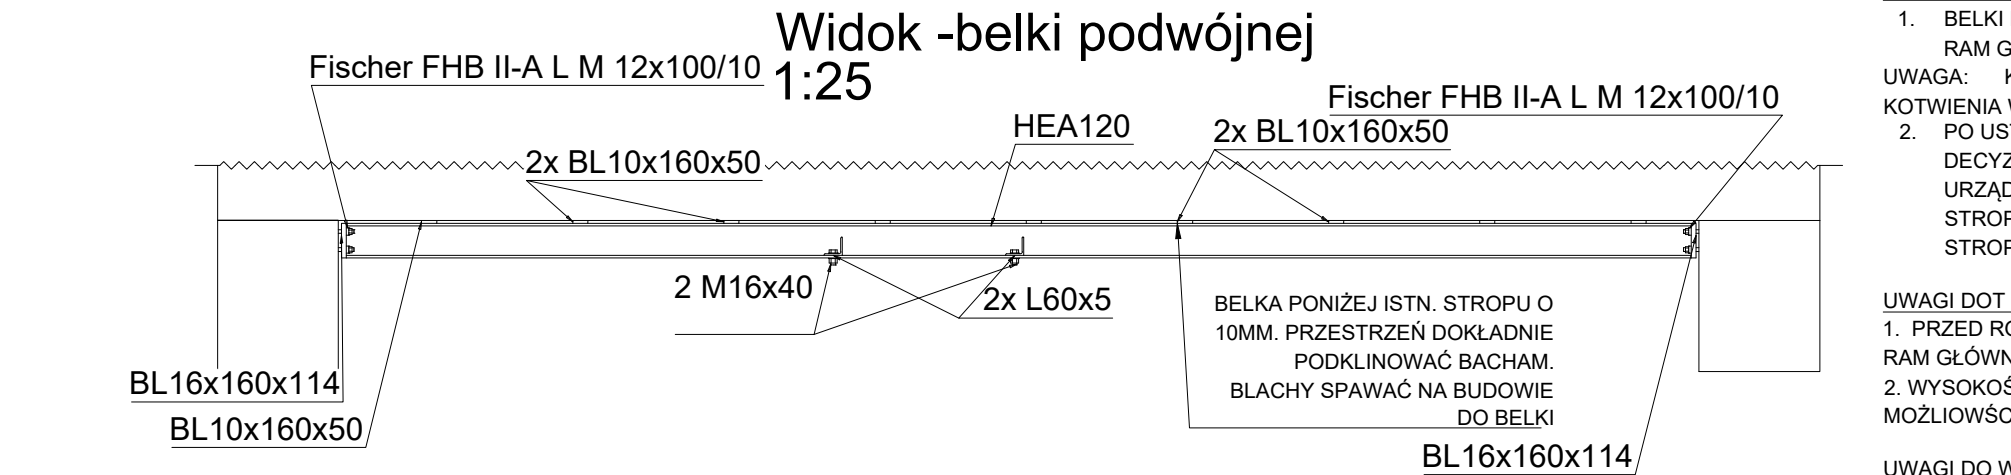 Widok -belki podwójnej
1:25
Fischer FHB II-A L M 12x100/10
Fischer FHB II-A L M 12x100/10
HEA120
2x BL10x160x50
2x BL10x160x50
2 M16x40
2x L60x5
BELKA PONIŻEJ ISTN. STROPU O
10MM. PRZESTRZEŃ DOKŁADNIE
PODKLINOWAĆ BACHAM.
BLACHY SPAWAĆ NA BUDOWIE
DO BELKI
BL16x160x114
BL10x160x50
BL16x160x114
1. BELKI
RAM G
UWAGA: K
KOTWIENIA W
2. PO UST
DECYZ
URZĄD
STROP
STROP
UWAGI DOT
1. PRZED RO
RAM GŁÓWN
2. WYSOKOŚ
MOŻLIOWŚC
UWAGI DO W